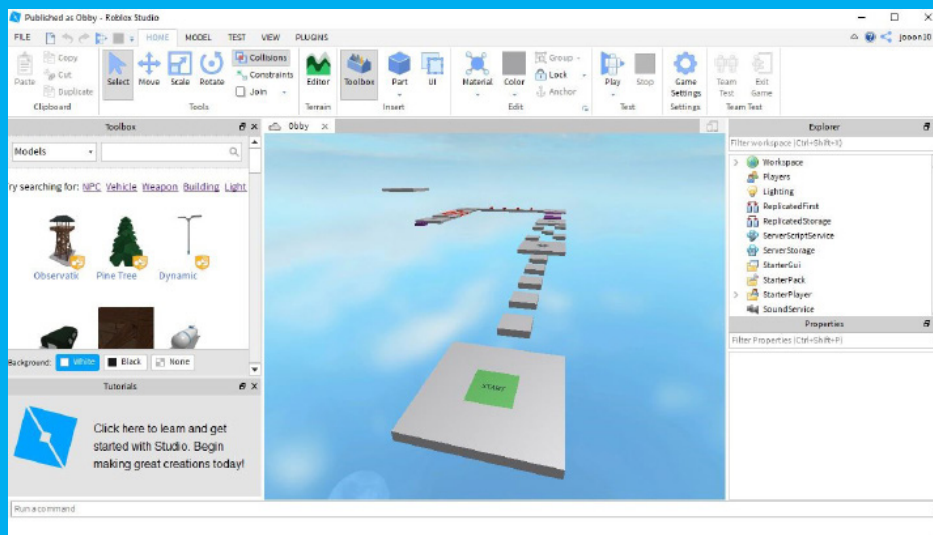 Published as Obby - Roblox Studio
FILE HOME MODEL TEST VIEW PLUGINS
Paste Copy Cut Duplicate
Clipboard
Select Move Scale Rotate
Collisions
Constraints
Join
Tools
Editor
Terrain
Toolbox Part UI
Insert
Material Color Group Lock Anchor
Edit
Play Stop
Test
Game Settings
Settings
Team Test Exit Game
Team Test
Toolbox
Models
ry searching for: NPC Vehicle Weapon Building Light
Observatic Pine Tree Dynamic
Background: White Black None
Tutorials
Click here to learn and get
started with Studio. Begin
making great creations today!
Obby
START
Explorer
Filter workspace (Ctrl+Shift+X)
Workspace
Players
Lighting
ReplicatedFirst
ReplicatedStorage
ServerScriptService
ServerStorage
StarterGui
StarterPack
StarterPlayer
SoundService
Properties
Filter Properties (Ctrl+Shift+P)
Run a command